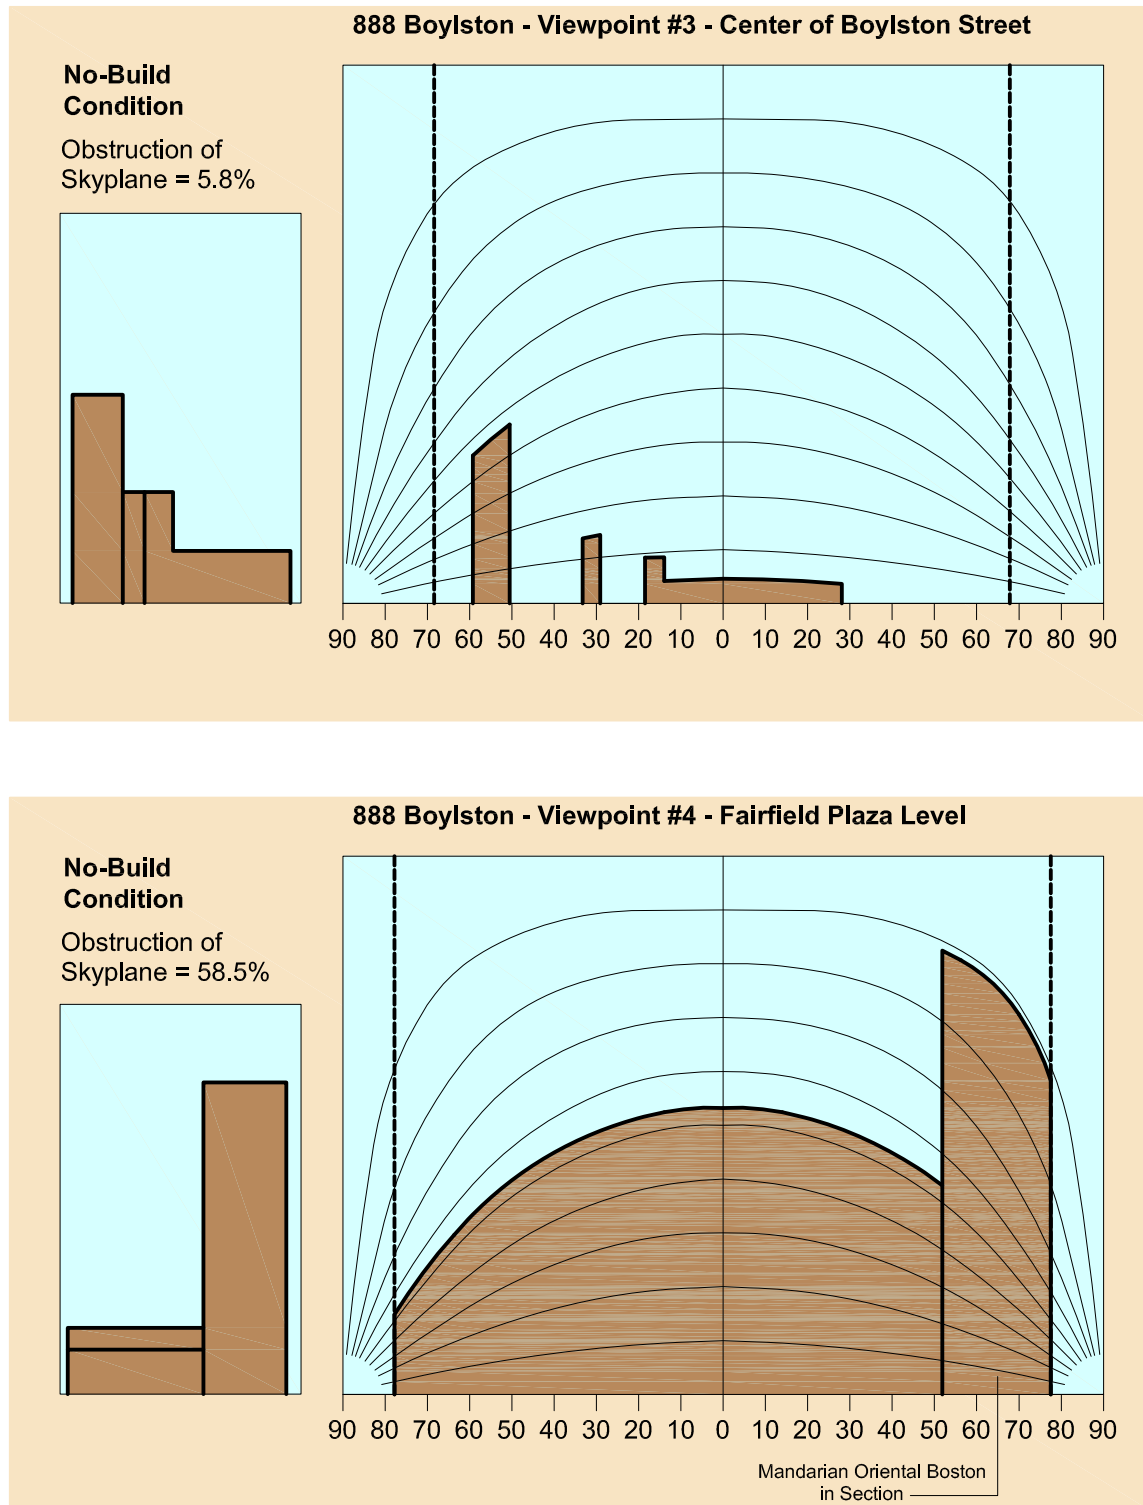 888 Boylston - Viewpoint #3 - Center of Boylston Street
No-Build
Condition
Obstruction of
Skyplane = 5.8%
90 80 70 60 50 40 30 20 10 0 10 20 30 40 50 60 70 80 90
888 Boylston - Viewpoint #4 - Fairfield Plaza Level
No-Build
Condition
Obstruction of
Skyplane = 58.5%
90 80 70 60 50 40 30 20 10 0 10 20 30 40 50 60 70 80 90
Mandarian Oriental Boston
in Section